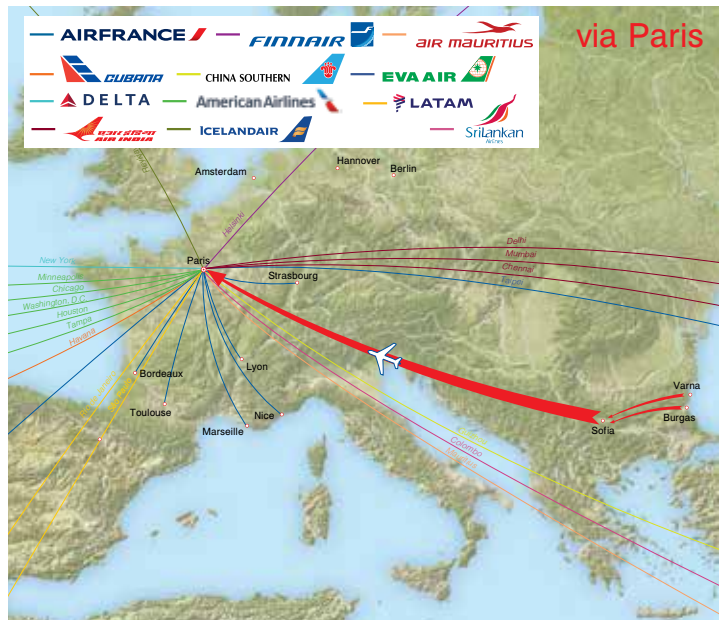 via Paris
AIRFRANCE
FINNAIR
AIR MAURITIUS
CUBANA
CHINA SOUTHERN
EVA AIR
DELTA
American Airlines
LATAM
AIR INDIA
ICELANDAIR
SriLankan
Airlines
Hannover
Amsterdam
Berlin
Helsinki
Paris
New York
Delhi
Mumbai
Chennai
Strasbourg
Minneapolis
Chicago
Washington, D.C
Houston
Tampa
Havana
Lyon
Bordeaux
Toulouse
Nice
Marseille
Varna
Burgas
Sofia
Colombo